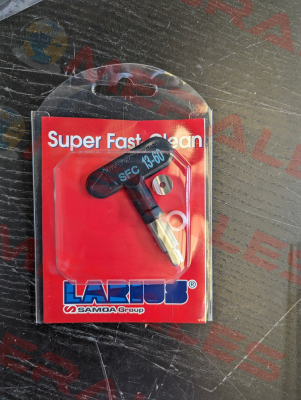 Super Fast Clean
SFC 13-60
LARIUS®
SAMOA Group